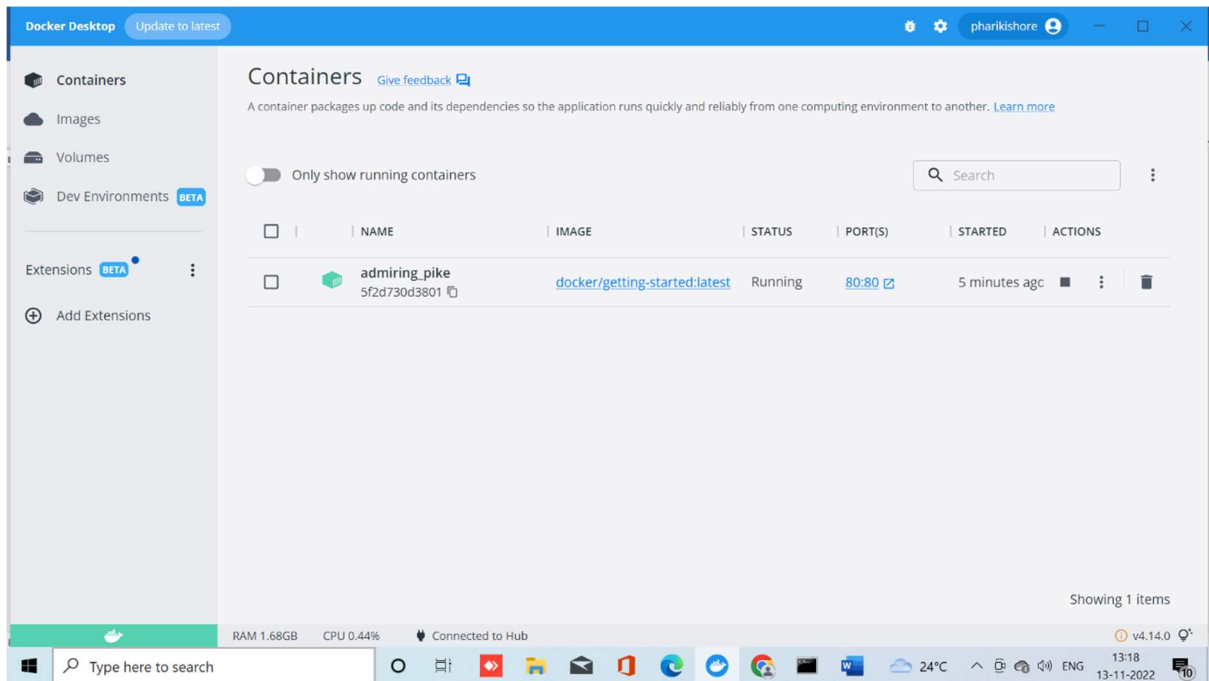 Docker Desktop Update to latest pharikishore
Containers
Images
Volumes
Dev Environments BETA
Extensions BETA
Add Extensions
Containers Give feedback
A container packages up code and its dependencies so the application runs quickly and reliably from one computing environment to another. Learn more
Only show running containers Search
NAME IMAGE STATUS PORT(S) STARTED ACTIONS
admiring_pike docker/getting-started:latest Running 80:80 5 minutes agc
5f2d730d3801
Showing 1 items
RAM 1.68GB CPU 0.44% Connected to Hub v4.14.0
Type here to search 24°C ENG 13:18
13-11-2022 10